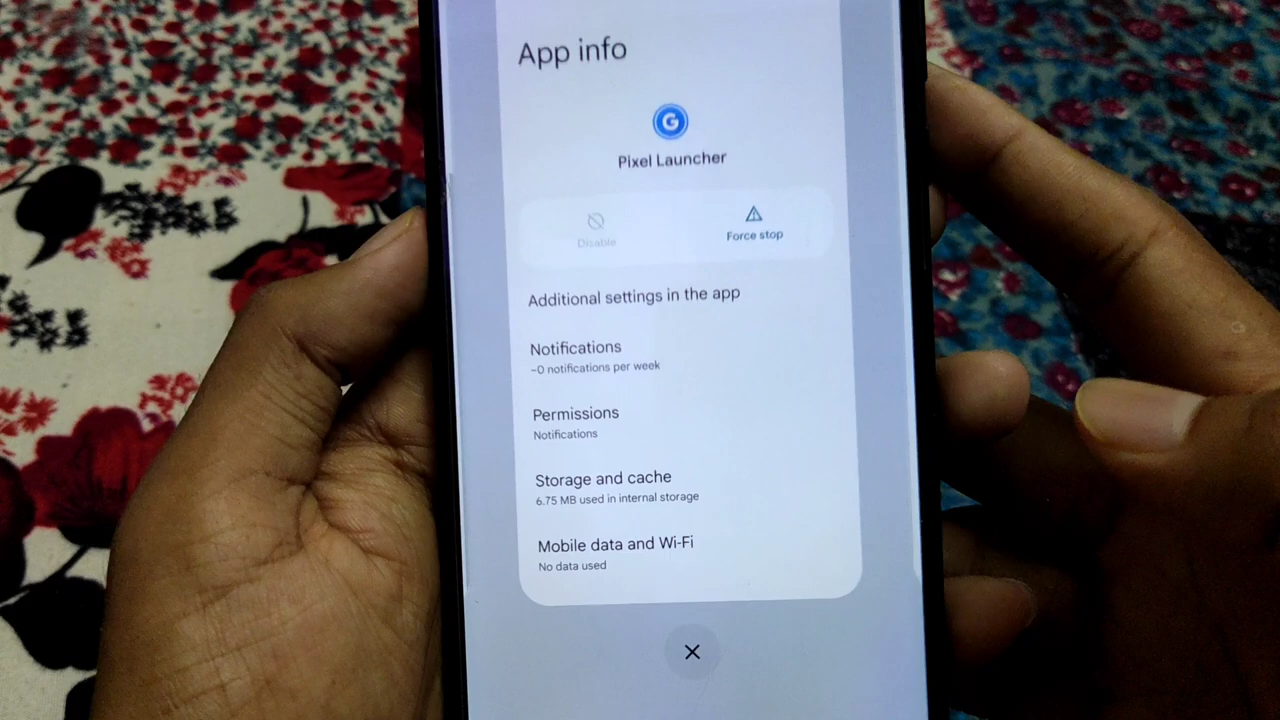 App info
G
Pixel Launcher
Disable
Force stop
Additional settings in the app
Notifications
~0 notifications per week
Permissions
Notifications
Storage and cache
6.75 MB used in internal storage
Mobile data and Wi-Fi
No data used